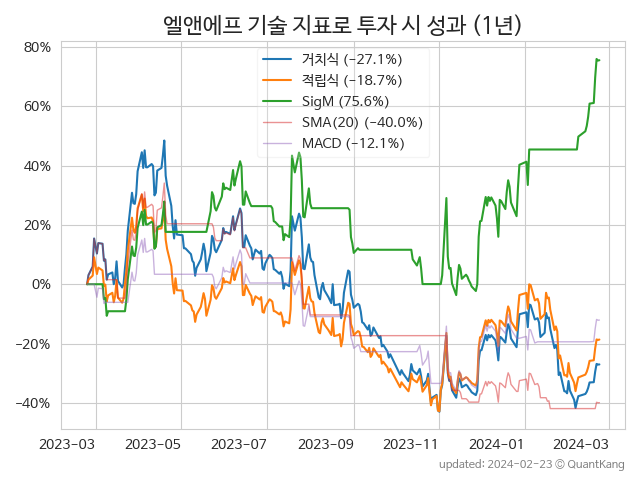 엘앤에프 기술 지표로 투자 시 성과 (1년)
80%
60%
40%
20%
0%
−20%
−40%
거치식 (−27.1%)
적립식 (−18.7%)
SigM (75.6%)
SMA(20) (−40.0%)
MACD (−12.1%)
2023-03
2023-05
2023-07
2023-09
2023-11
2024-01
2024-03
updated: 2024-02-23 ⓒ QuantKang